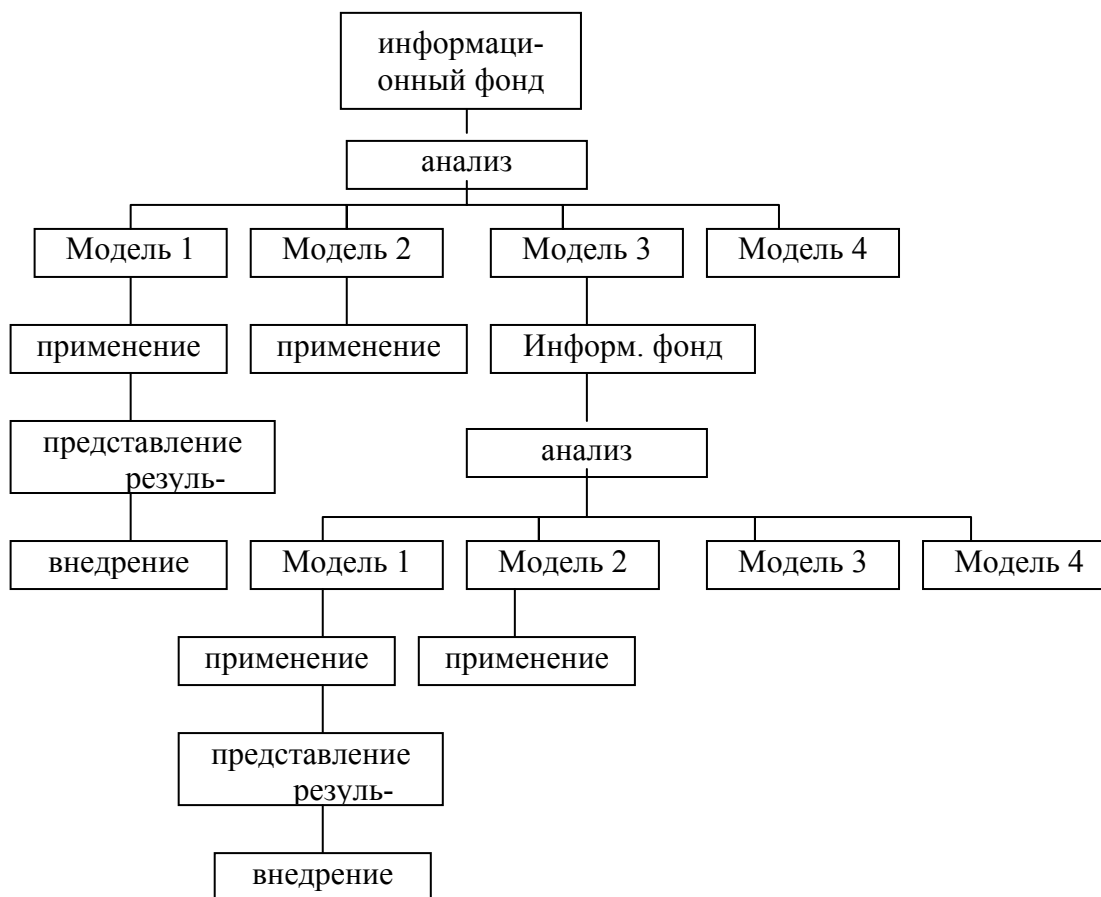 информаци-
онный фонд
анализ
Модель 1
Модель 2
Модель 3
Модель 4
применение
применение
Информ. фонд
представление
резуль-
анализ
внедрение
Модель 1
Модель 2
Модель 3
Модель 4
применение
применение
представление
резуль-
внедрение